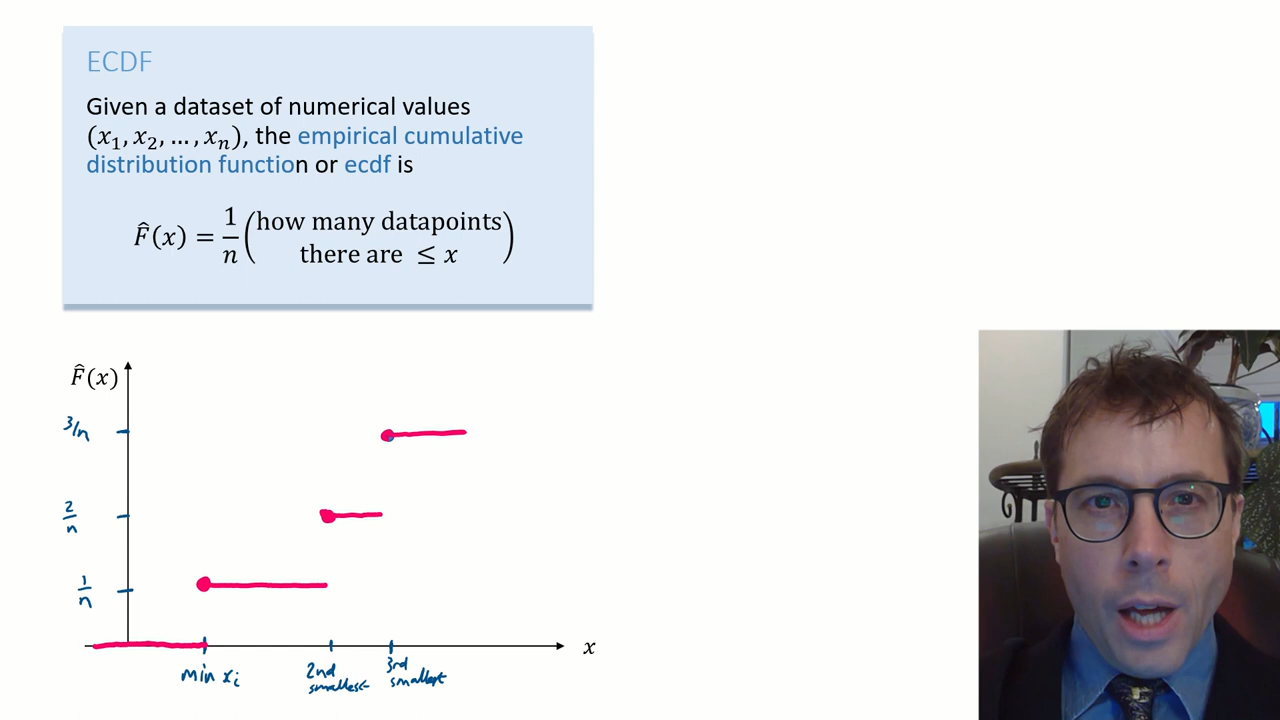 ECDF
Given a dataset of numerical values
(x₁, x₂, …, xₙ), the empirical cumulative
distribution function or ecdf is
F̂(x) = 1/n (how many datapoints there are ≤ x)
F̂(x)
3/n
2/n
1/n
x
min xᵢ
2nd smallest
3rd smallest